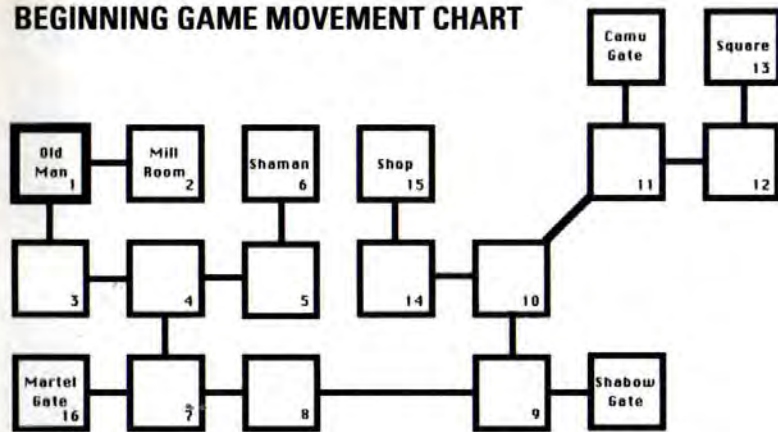 BEGINNING GAME MOVEMENT CHART
Camu
Gate
Square
13
Old
Man
1
Mill
Room
2
Shaman
6
Shop
15
11
12
3
4
5
14
10
Martel
Gate
16
7
8
9
Shabow
Gate